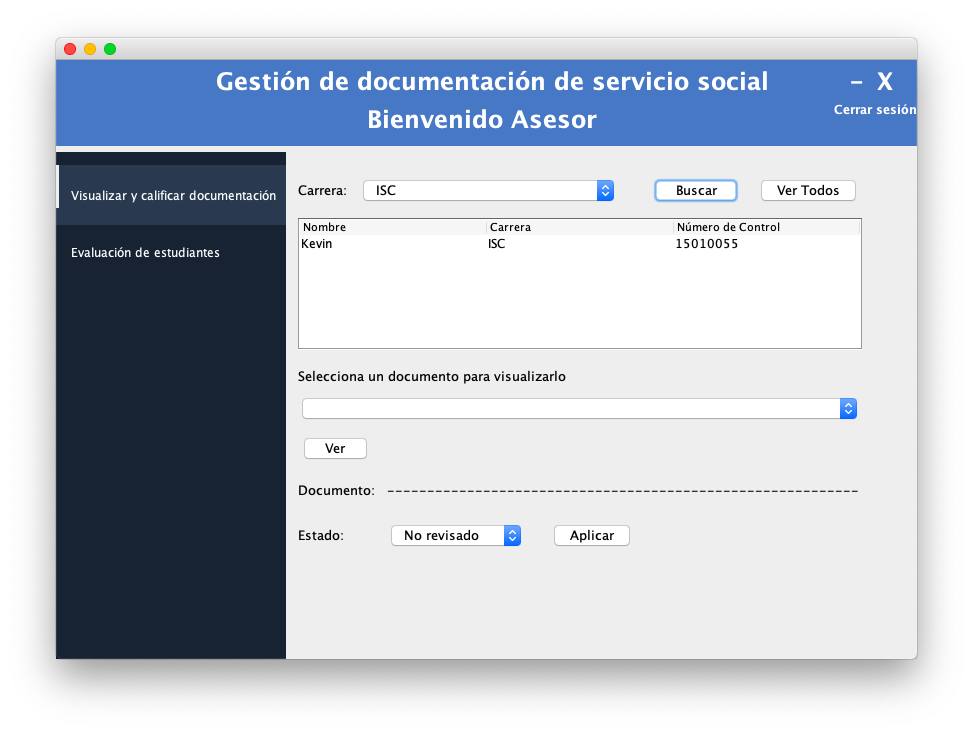 Gestión de documentación de servicio social
– X
Bienvenido Asesor
Cerrar sesión
Visualizar y calificar documentación
Evaluación de estudiantes
Carrera: ISC Buscar Ver Todos
Nombre Carrera Número de Control
Kevin ISC 15010055
Selecciona un documento para visualizarlo
Ver
Documento: -----------------------------------------------------------
Estado: No revisado Aplicar